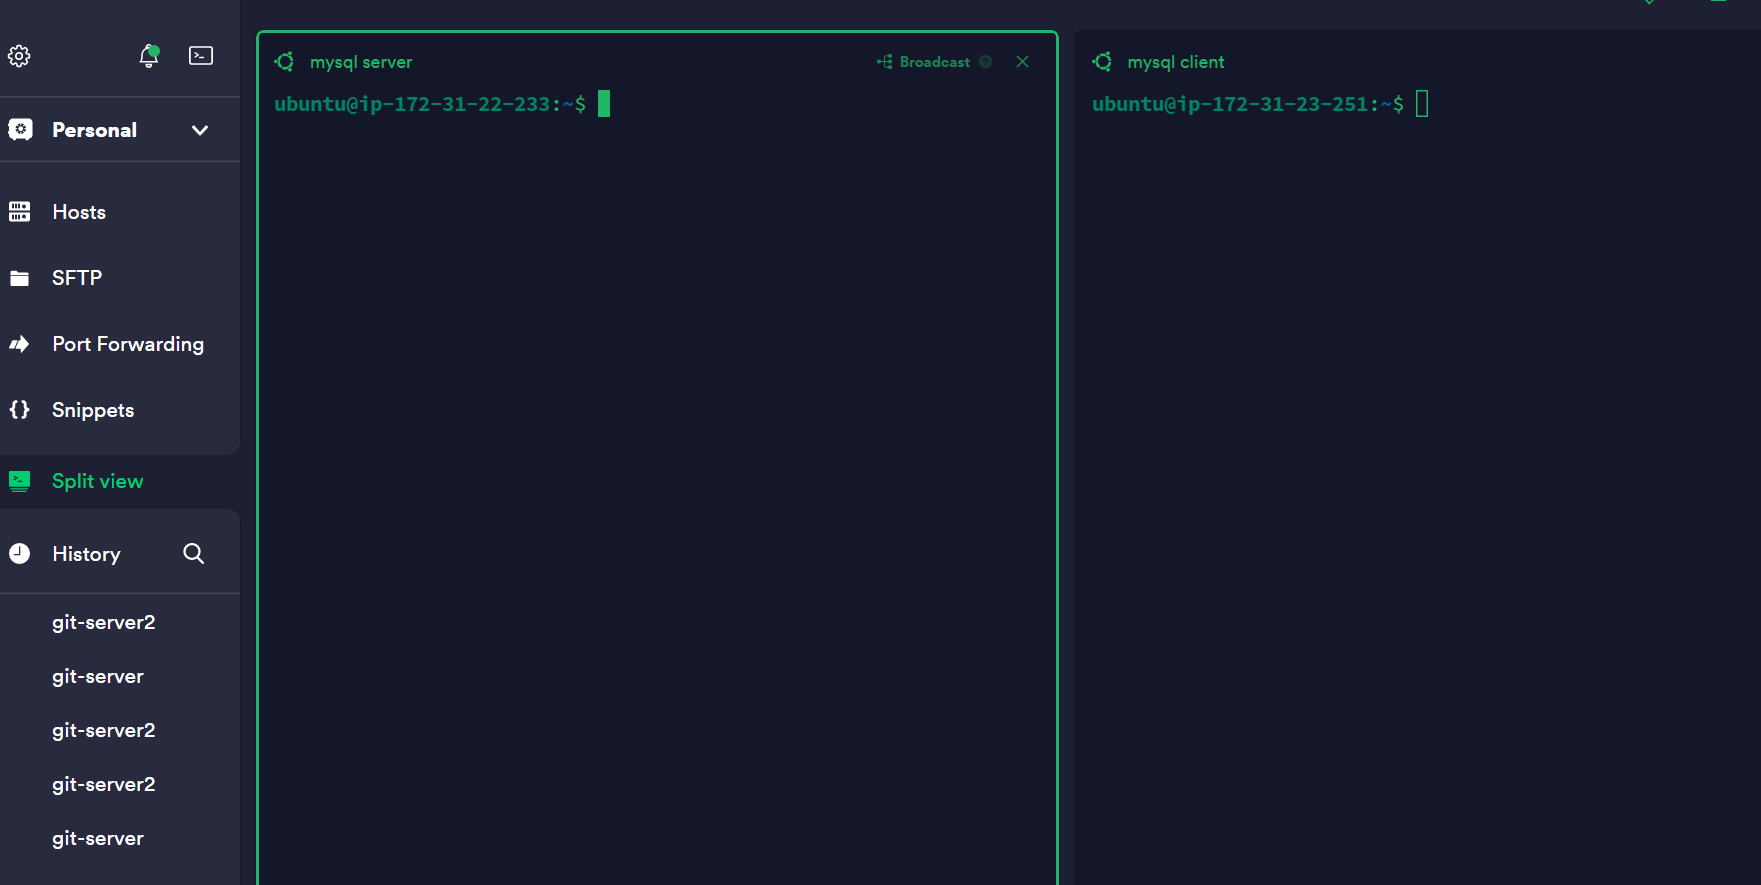 Personal
Hosts
SFTP
Port Forwarding
Snippets
Split view
History
git-server2
git-server
git-server2
git-server2
git-server
mysql server
Broadcast
ubuntu@ip-172-31-22-233:~$
mysql client
ubuntu@ip-172-31-23-251:~$